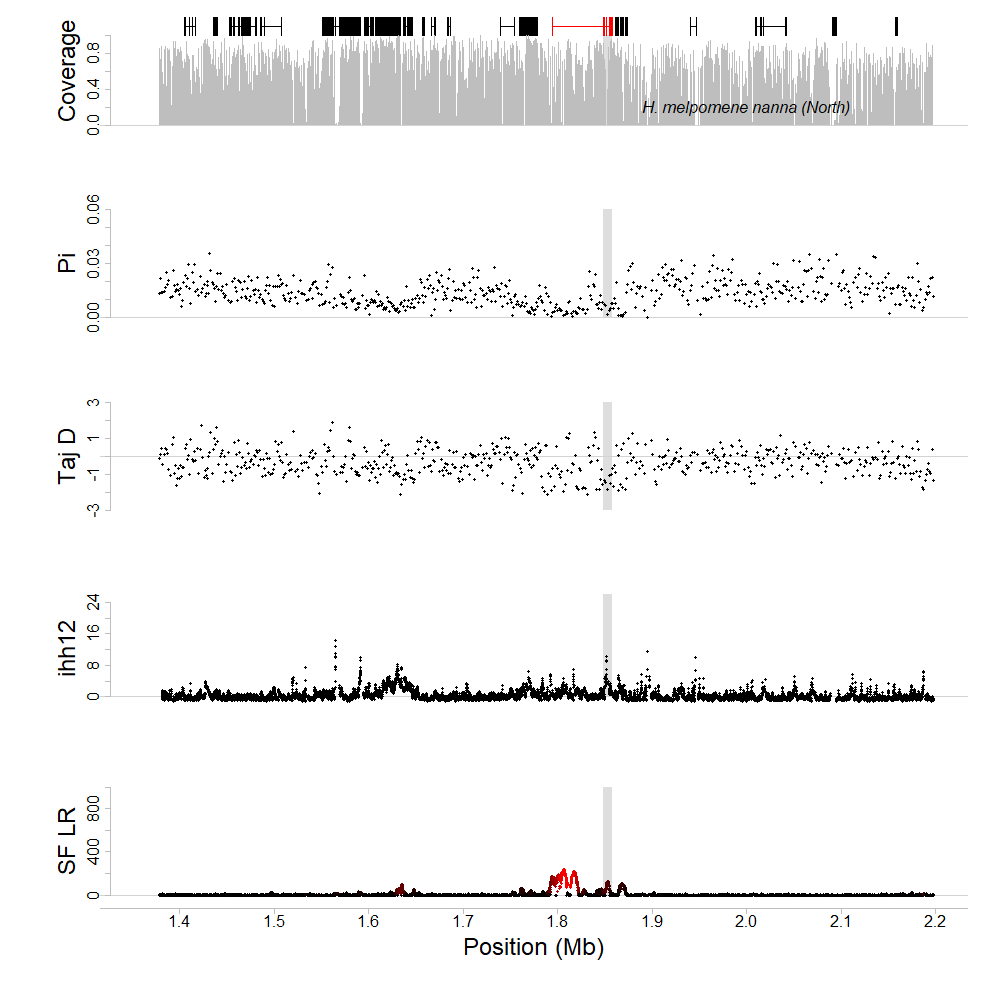 Coverage
0.0 0.4 0.8
H. melpomene nanna (North)
Pi
0.00 0.03 0.06
Taj D
-3 -1 1 3
ihh12
0 8 16 24
SF LR
0 400 800
1.4 1.5 1.6 1.7 1.8 1.9 2.0 2.1 2.2
Position (Mb)